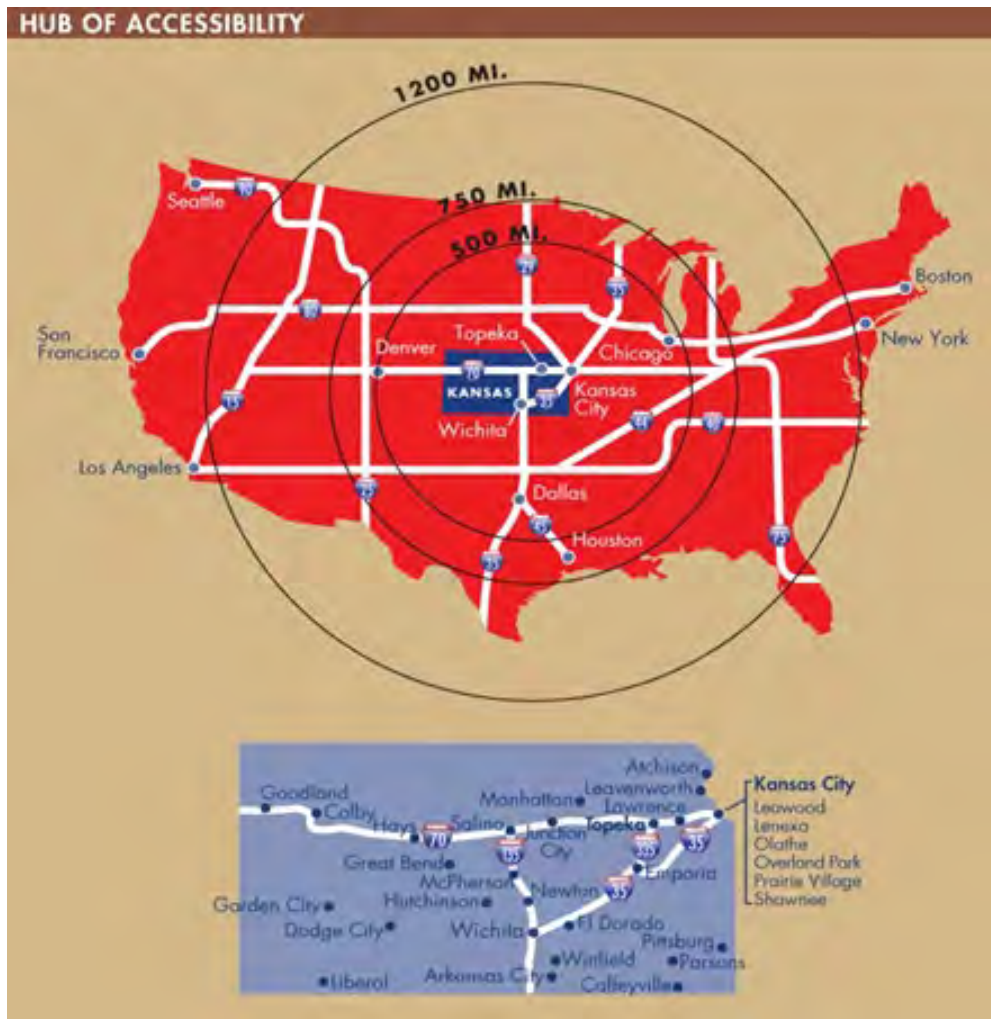 HUB OF ACCESSIBILITY
1200 MI.
750 MI.
500 MI.
Seattle
90
29
35
Boston
80
San
Francisco
Topeka
Denver
Chicago
New York
70
KANSAS
35
Kansas
City
15
Wichita
44
40
Los Angeles
25
Dallas
45
Houston
35
75
Atchison
Leavenworth
Kansas City
Goodland
Manhattan
Lawrence
Leawood
Colby
Hays
70
Salina
Junction
City
Topeka
335
35
Lenexa
Olathe
Great Bend
135
Emporia
Overland Park
McPherson
Newton
35
Prairie Village
Garden City
Hutchinson
Shawnee
Dodge City
Wichita
El Dorado
Pittsburg
Winfield
Parsons
Liberal
Arkansas City
Coffeyville